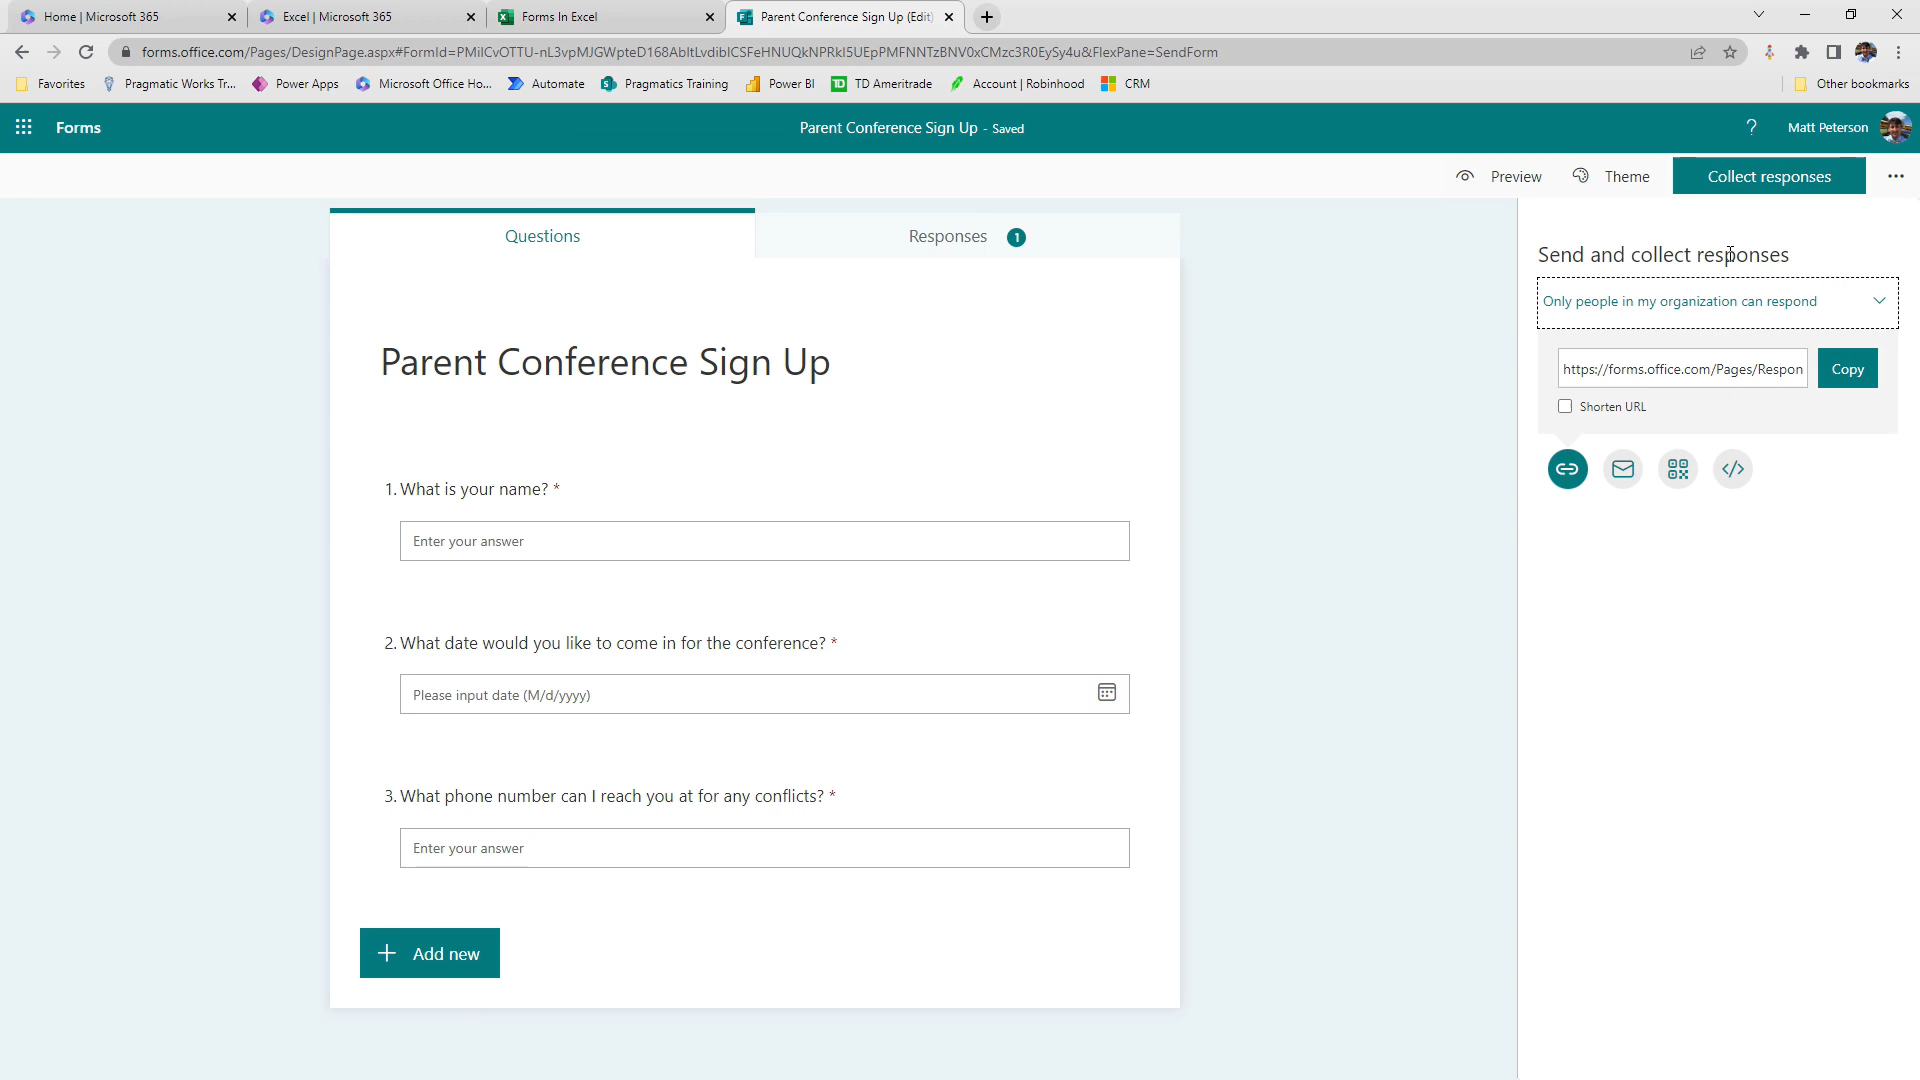 Home | Microsoft 365
Excel | Microsoft 365
Forms In Excel
Parent Conference Sign Up (Edit)
forms.office.com/Pages/DesignPage.aspx#FormId=PMiICvOTTU-nL3vpMJGWpteD168AbItLvdibICSFeHNUQkNPRkI5UEpPMFNNTzBNV0xCMzc3R0EySy4u&FlexPane=SendForm
Favorites
Pragmatic Works Tr...
Power Apps
Microsoft Office Ho...
Automate
Pragmatics Training
Power BI
TD Ameritrade
Account | Robinhood
CRM
Other bookmarks
Forms
Parent Conference Sign Up - Saved
?
Matt Peterson
Preview
Theme
Collect responses
Questions
Responses 1
Parent Conference Sign Up
1. What is your name? *
Enter your answer
2. What date would you like to come in for the conference? *
Please input date (M/d/yyyy)
3. What phone number can I reach you at for any conflicts? *
Enter your answer
Add new
Send and collect responses
Only people in my organization can respond
https://forms.office.com/Pages/Respon
Copy
Shorten URL